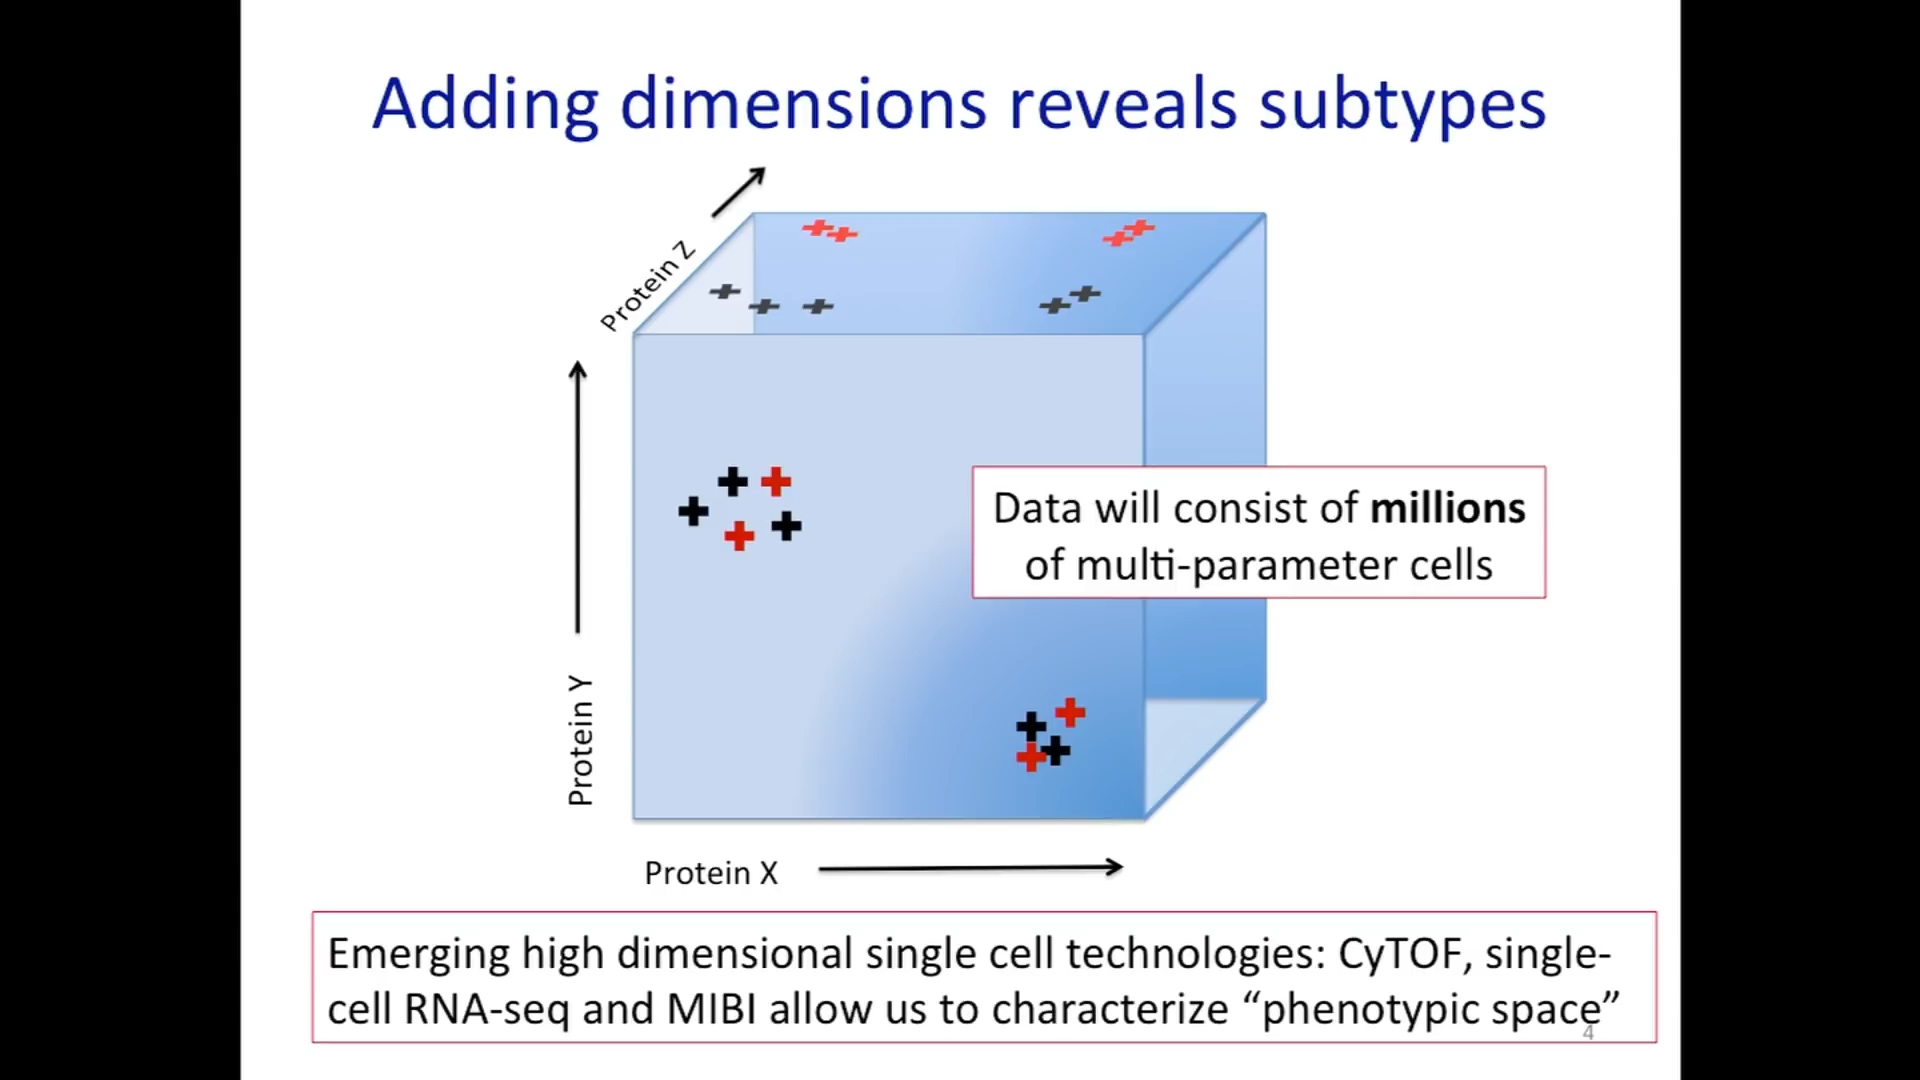 Adding dimensions reveals subtypes
Protein Z
Protein Y
Data will consist of millions
of multi-parameter cells
Protein X
Emerging high dimensional single cell technologies: CyTOF, single-
cell RNA-seq and MIBI allow us to characterize “phenotypic space”
4